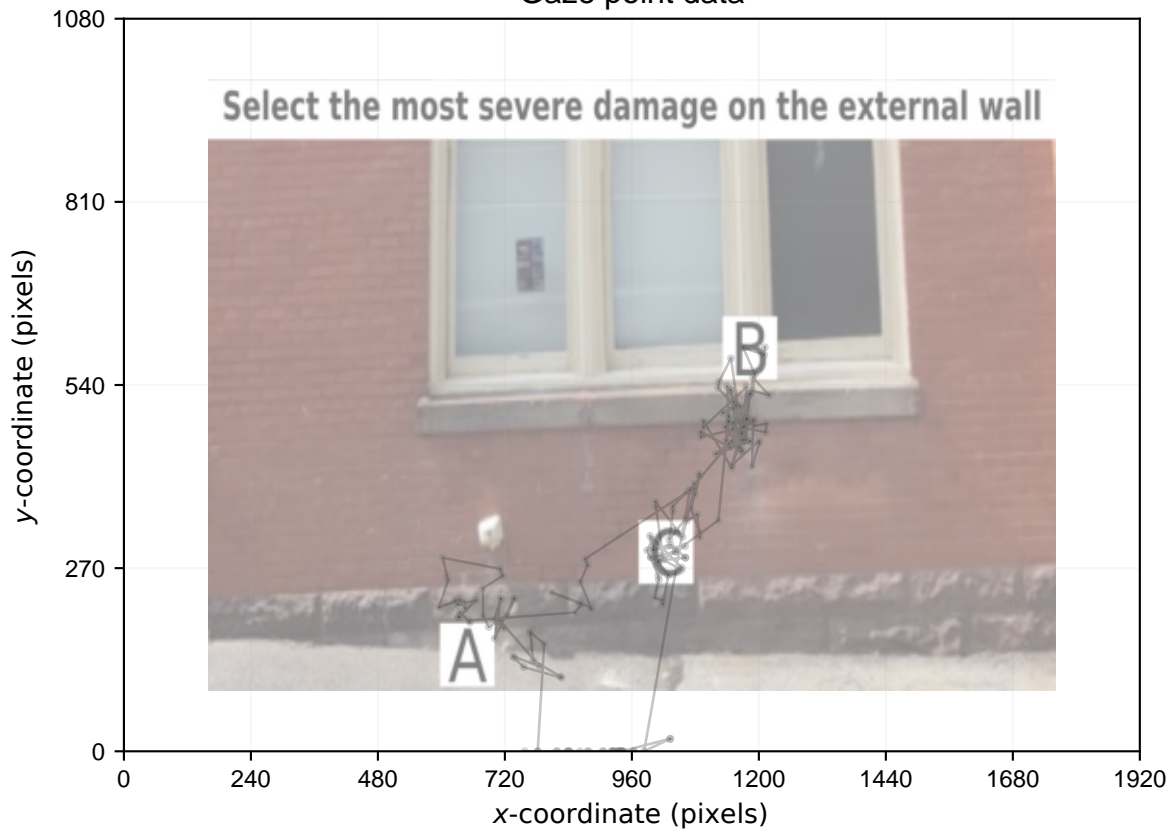 Gaze point data
1080
Select the most severe damage on the external wall
810
B
540
C
270
A
0
0 240 480 720 960 1200 1440 1680 1920
y-coordinate (pixels)
x-coordinate (pixels)